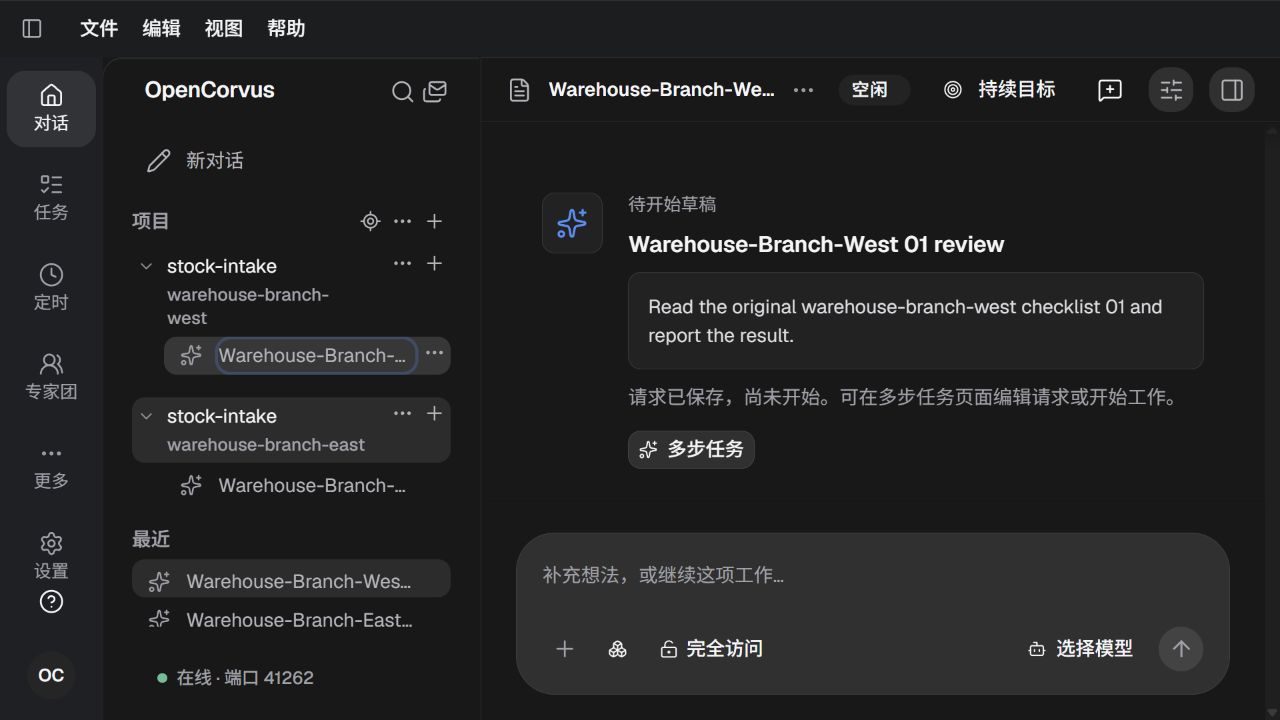 文件 编辑 视图 帮助
对话
任务
定时
专家团
更多
设置
OC
OpenCorvus
新对话
项目
stock-intake
warehouse-branch-
west
Warehouse-Branch-...
stock-intake
warehouse-branch-east
Warehouse-Branch-...
最近
Warehouse-Branch-Wes...
Warehouse-Branch-East...
在线 · 端口 41262
Warehouse-Branch-We... 空闲 持续目标
待开始草稿
Warehouse-Branch-West 01 review
Read the original warehouse-branch-west checklist 01 and
report the result.
请求已保存，尚未开始。可在多步任务页面编辑请求或开始工作。
多步任务
补充想法，或继续这项工作...
完全访问 选择模型